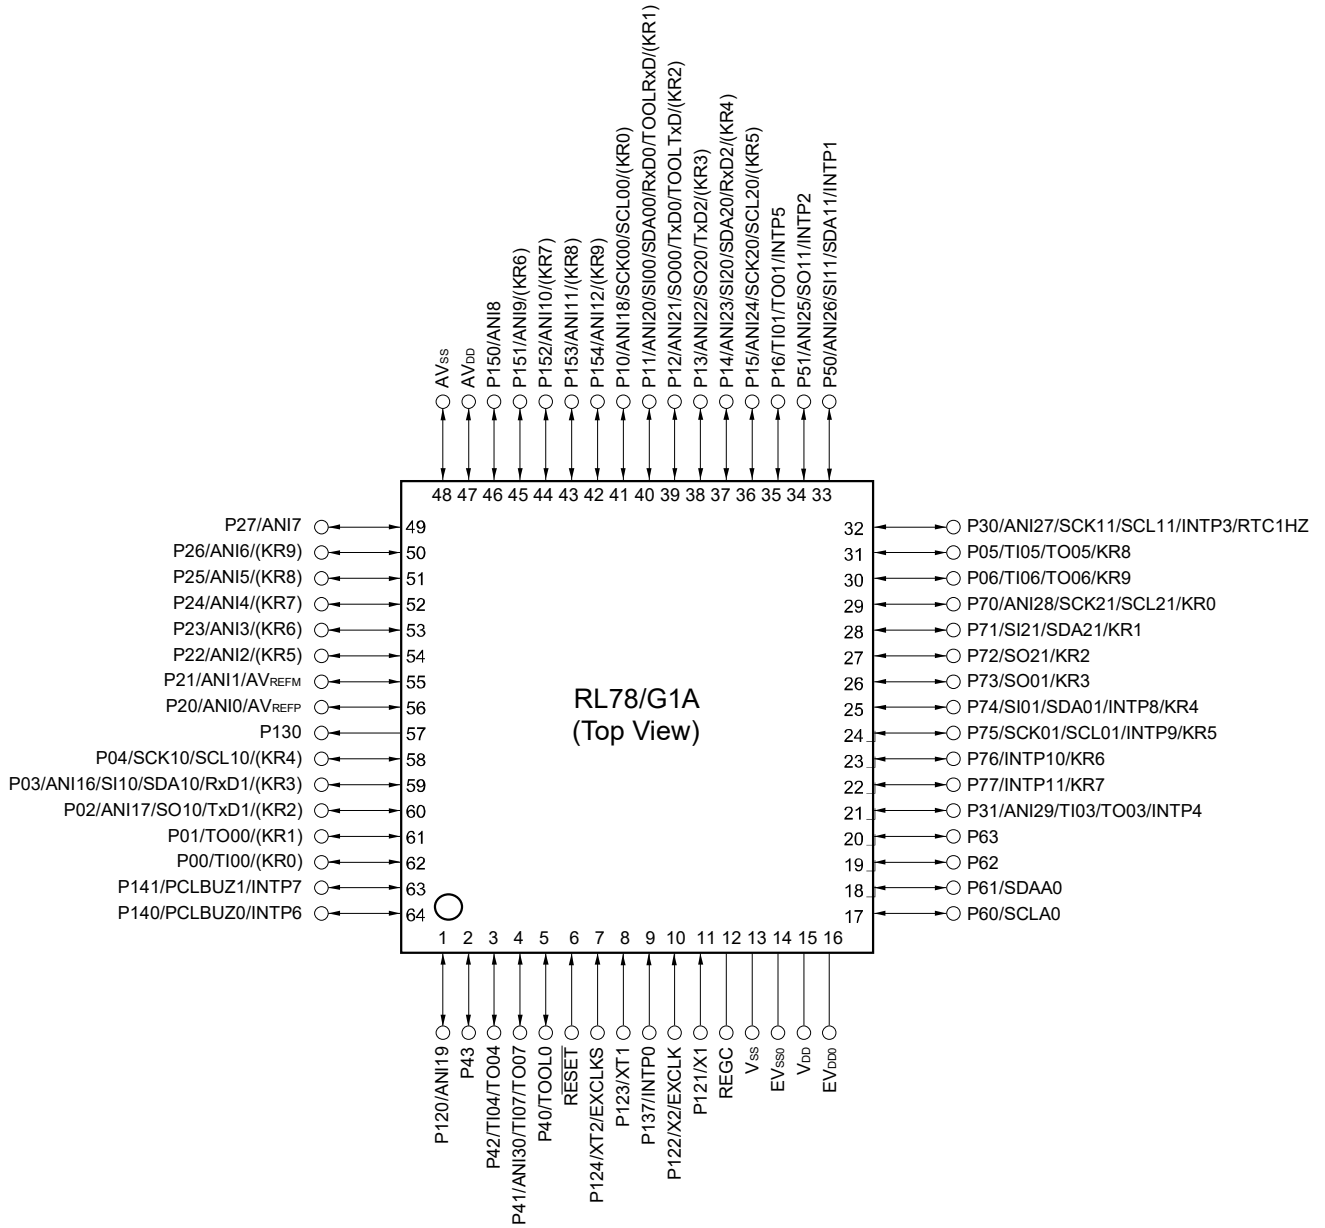 AVSS
AVDD
P150/ANI8
P151/ANI9/(KR6)
P152/ANI10/(KR7)
P153/ANI11/(KR8)
P154/ANI12/(KR9)
P10/ANI18/SCK00/SCL00/(KR0)
P11/ANI20/SI00/SDA00/RxD0/TOOLRxD/(KR1)
P12/ANI21/SO00/TxD0/TOOLTxD/(KR2)
P13/ANI22/SO20/TxD2/(KR3)
P14/ANI23/SI20/SDA20/RxD2/(KR4)
P15/ANI24/SCK20/SCL20/(KR5)
P16/TI01/TO01/INTP5
P51/ANI25/SO11/INTP2
P50/ANI26/SI11/SDA11/INTP1
48 47 46 45 44 43 42 41 40 39 38 37 36 35 34 33
P27/ANI7 49
P26/ANI6/(KR9) 50
P25/ANI5/(KR8) 51
P24/ANI4/(KR7) 52
P23/ANI3/(KR6) 53
P22/ANI2/(KR5) 54
P21/ANI1/AVREFM 55
P20/ANI0/AVREFP 56
P130 57
P04/SCK10/SCL10/(KR4) 58
P03/ANI16/SI10/SDA10/RxD1/(KR3) 59
P02/ANI17/SO10/TxD1/(KR2) 60
P01/TO00/(KR1) 61
P00/TI00/(KR0) 62
P141/PCLBUZ1/INTP7 63
P140/PCLBUZ0/INTP6 64
RL78/G1A
(Top View)
32 P30/ANI27/SCK11/SCL11/INTP3/RTC1HZ
31 P05/TI05/TO05/KR8
30 P06/TI06/TO06/KR9
29 P70/ANI28/SCK21/SCL21/KR0
28 P71/SI21/SDA21/KR1
27 P72/SO21/KR2
26 P73/SO01/KR3
25 P74/SI01/SDA01/INTP8/KR4
24 P75/SCK01/SCL01/INTP9/KR5
23 P76/INTP10/KR6
22 P77/INTP11/KR7
21 P31/ANI29/TI03/TO03/INTP4
20 P63
19 P62
18 P61/SDAA0
17 P60/SCLA0
1 2 3 4 5 6 7 8 9 10 11 12 13 14 15 16
P120/ANI19
P43
P42/TI04/TO04
P41/ANI30/TI07/TO07
P40/TOOL0
RESET
P124/XT2/EXCLKS
P123/XT1
P137/INTP0
P122/X2/EXCLK
P121/X1
REGC
VSS
EVSS0
VDD
EVDD0